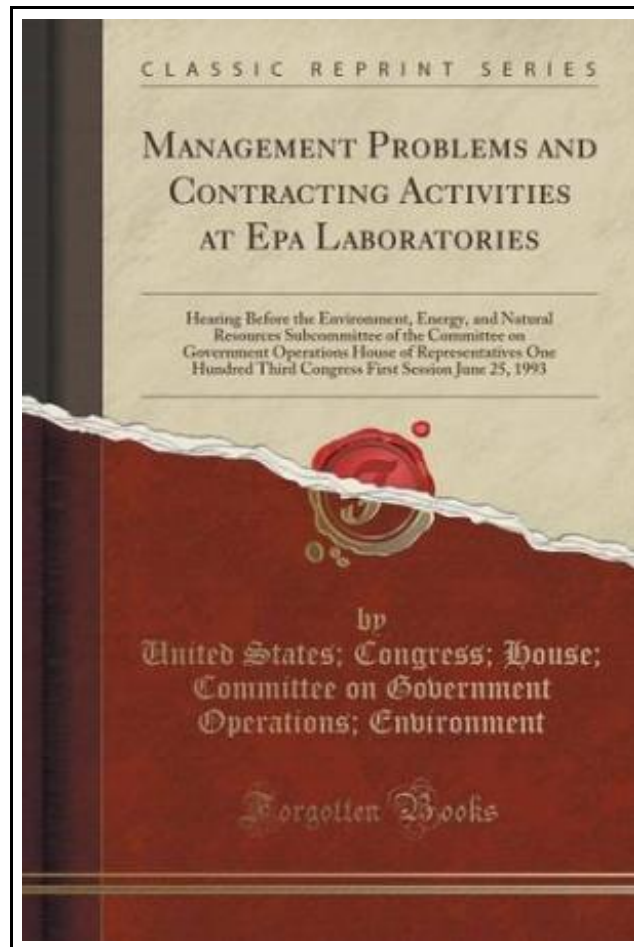 CLASSIC REPRINT SERIES
MANAGEMENT PROBLEMS AND
CONTRACTING ACTIVITIES
AT EPA LABORATORIES
Hearing Before the Environment, Energy, and Natural
Resources Subcommittee of the Committee on
Government Operations House of Representatives One
Hundred Third Congress First Session June 25, 1993
by
United States; Congress; House;
Committee on Government
Operations; Environment
Forgotten Books